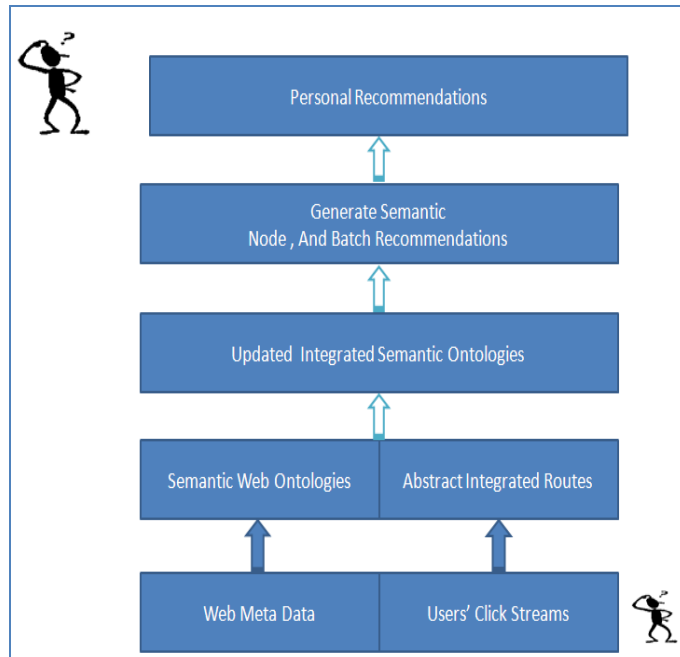 ?
Personal Recommendations
Generate Semantic
Node , And Batch Recommendations
Updated Integrated Semantic Ontologies
Semantic Web Ontologies
Abstract Integrated Routes
Web Meta Data
Users’ Click Streams
?